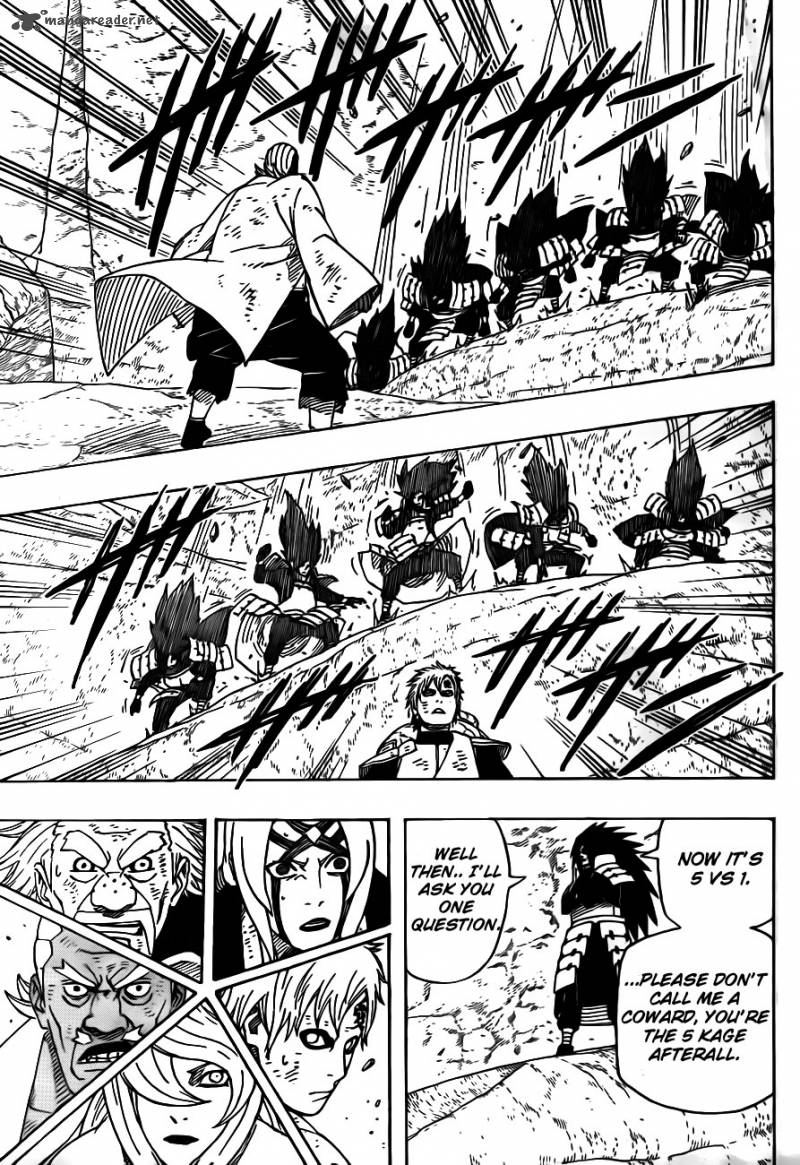 mangareader.net
NOW IT'S
5 VS 1.
...PLEASE DON'T
CALL ME A
COWARD, YOU'RE
THE 5 KAGE
AFTERALL.
WELL
THEN.. I'LL
ASK YOU
ONE
QUESTION.